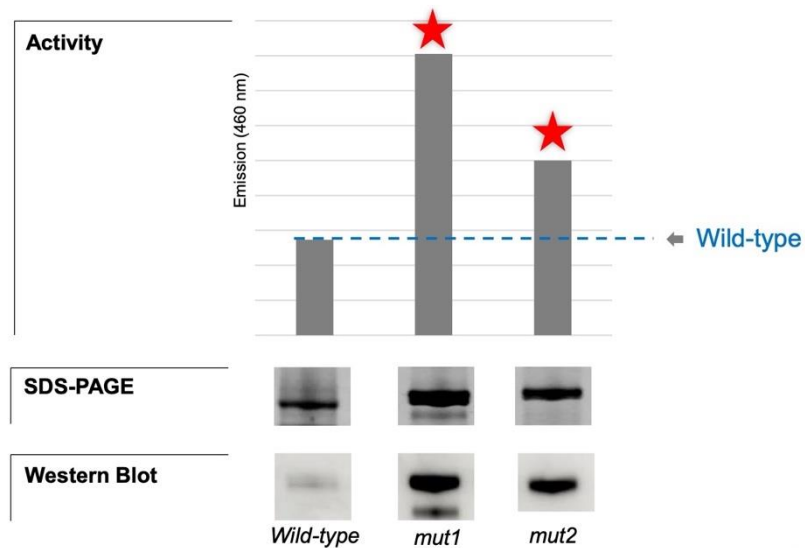 Activity
Emission (460 nm)
Wild-type
SDS-PAGE
Western Blot
Wild-type
mut1
mut2